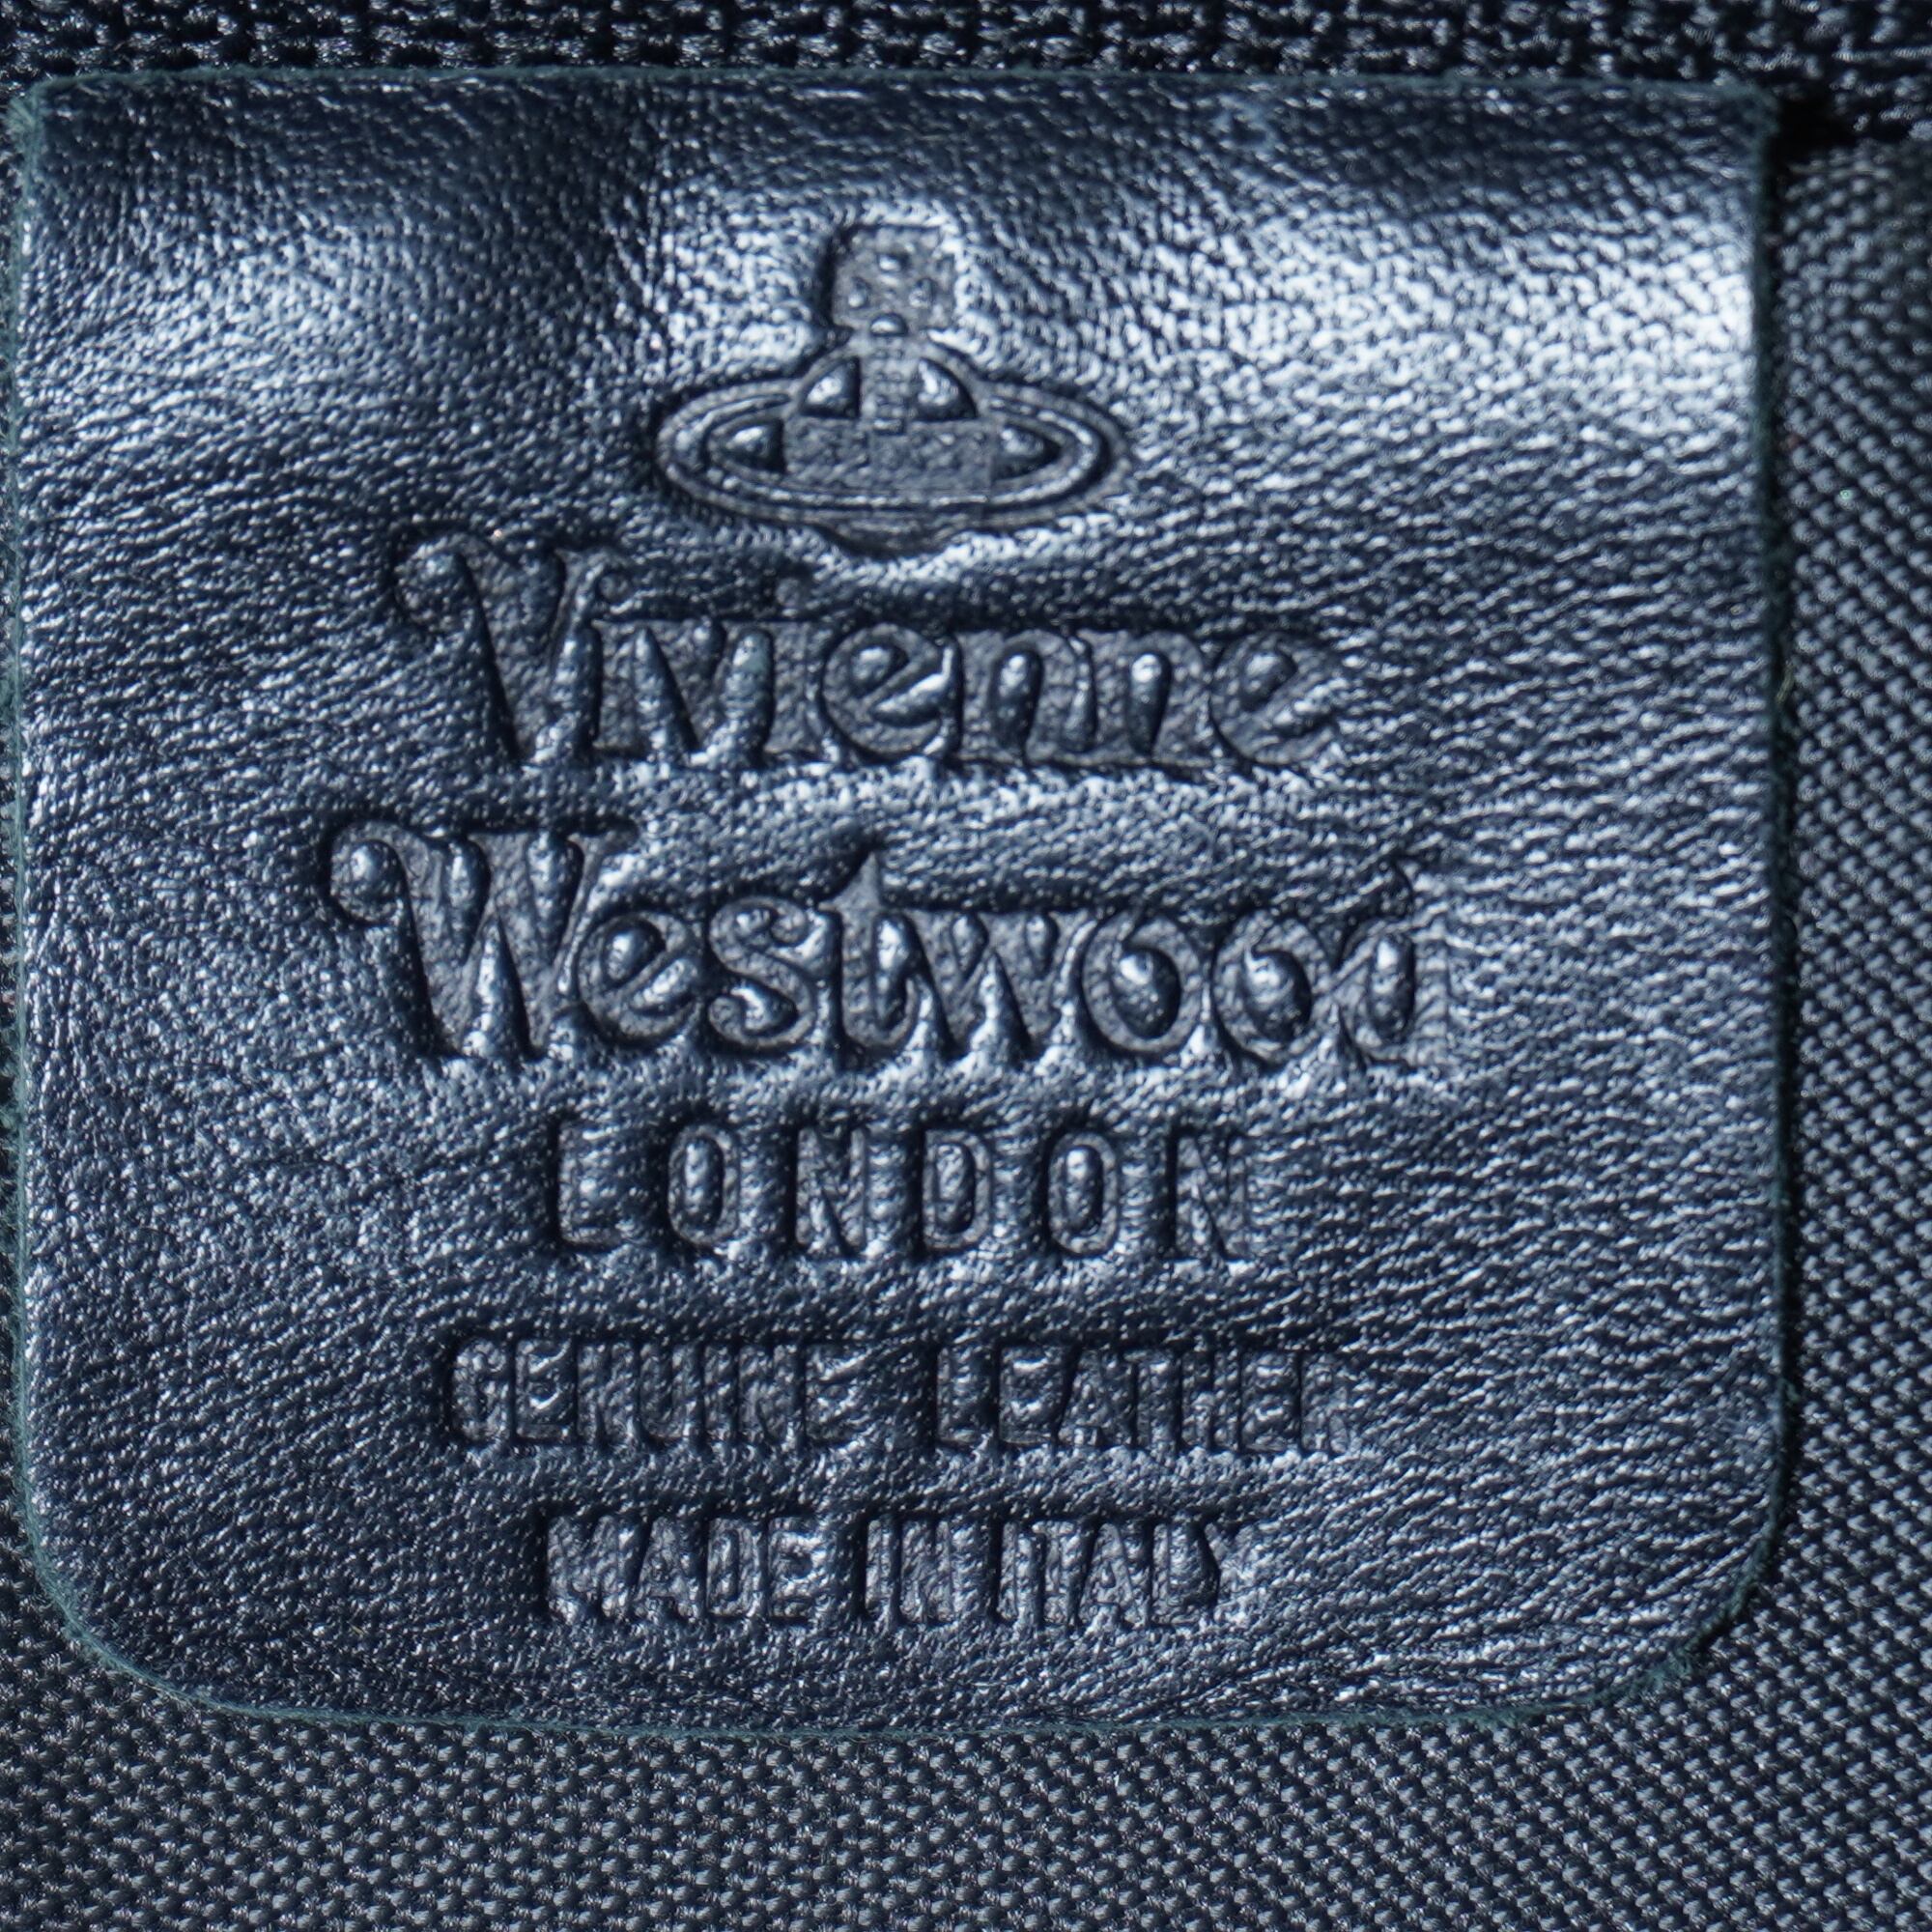 Vivienne
Westwood
LONDON
GENUINE LEATHER
MADE IN ITALY